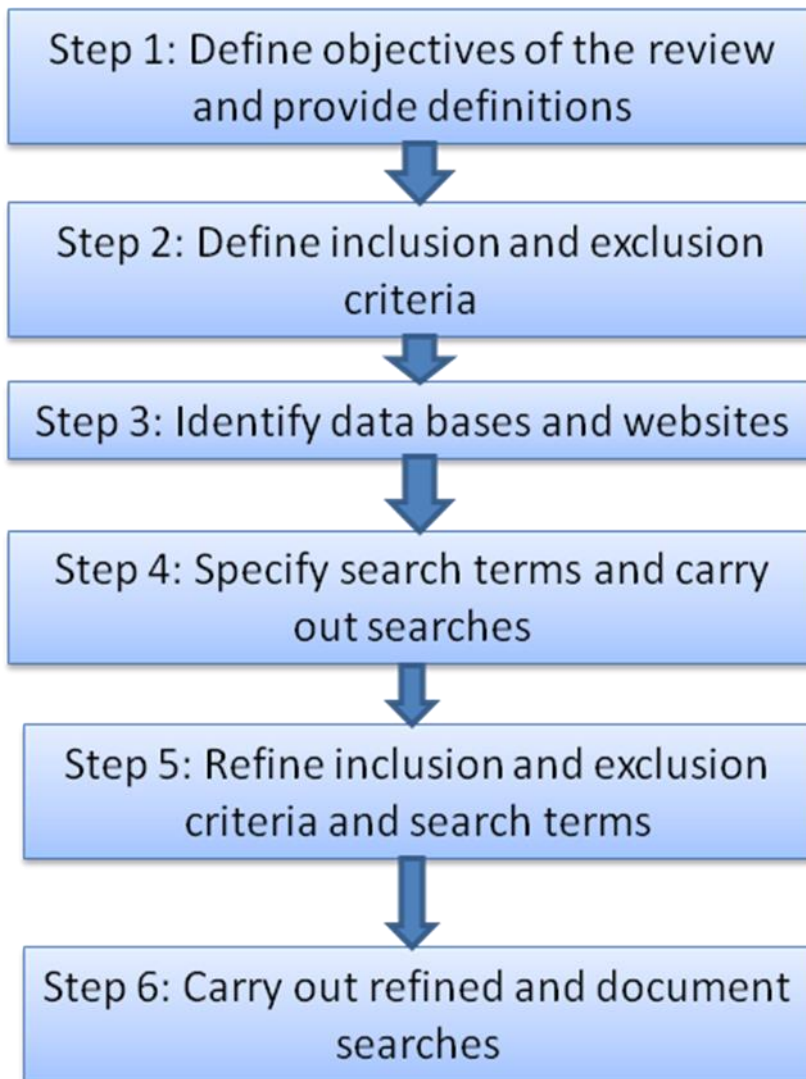 Step 1: Define objectives of the review
and provide definitions
Step 2: Define inclusion and exclusion
criteria
Step 3: Identify data bases and websites
Step 4: Specify search terms and carry
out searches
Step 5: Refine inclusion and exclusion
criteria and search terms
Step 6: Carry out refined and document
searches